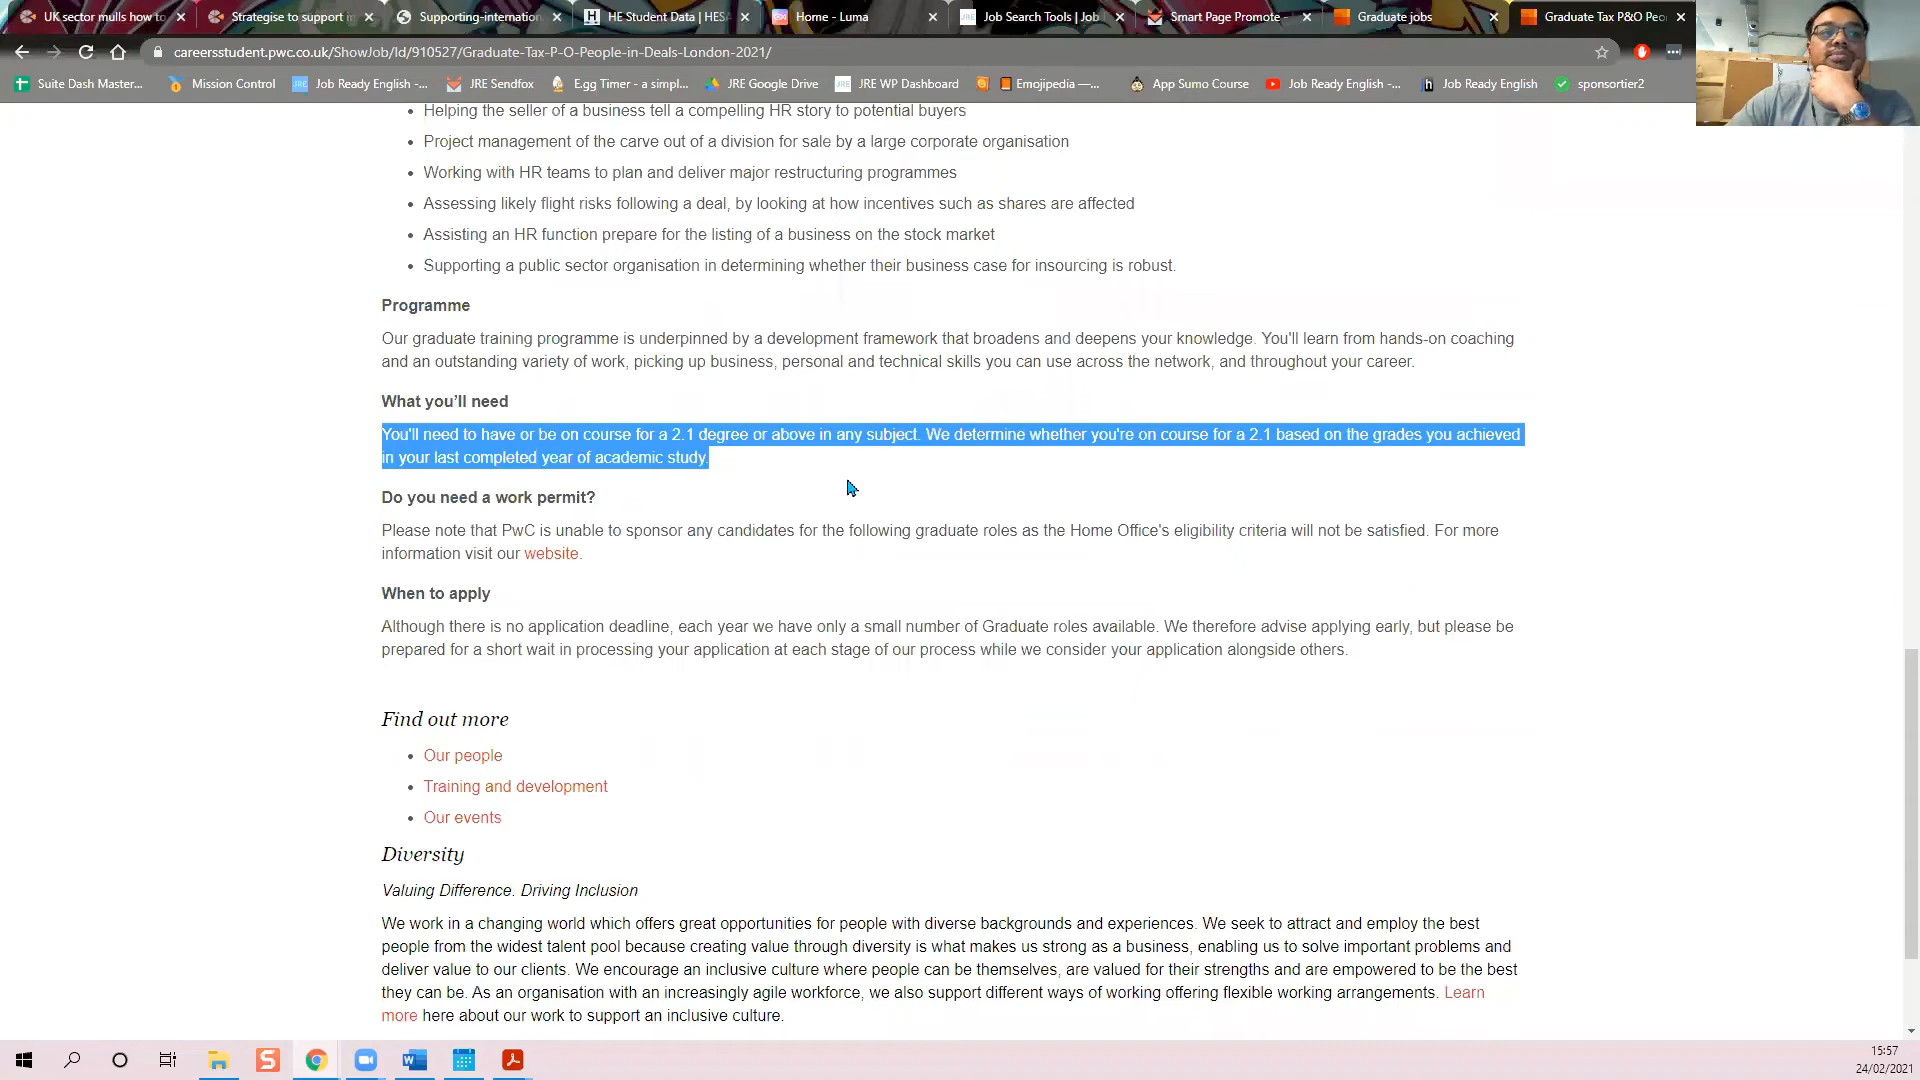 UK sector mulls how to
Strategise to support i
Supporting-internation
HE Student Data | HESA
Home - Luma
Job Search Tools | Job
Smart Page Promote -
Graduate jobs
Graduate Tax P&O Peo
careersstudent.pwc.co.uk/ShowJob/Id/910527/Graduate-Tax-P-O-People-in-Deals-London-2021/
Suite Dash Master...
Mission Control
Job Ready English -...
JRE Sendfox
Egg Timer - a simpl...
JRE Google Drive
JRE WP Dashboard
Emojipedia —...
App Sumo Course
Job Ready English -...
Job Ready English
sponsortier2
• Helping the seller of a business tell a compelling HR story to potential buyers
• Project management of the carve out of a division for sale by a large corporate organisation
• Working with HR teams to plan and deliver major restructuring programmes
• Assessing likely flight risks following a deal, by looking at how incentives such as shares are affected
• Assisting an HR function prepare for the listing of a business on the stock market
• Supporting a public sector organisation in determining whether their business case for insourcing is robust.
Programme
Our graduate training programme is underpinned by a development framework that broadens and deepens your knowledge. You'll learn from hands-on coaching
and an outstanding variety of work, picking up business, personal and technical skills you can use across the network, and throughout your career.
What you'll need
You'll need to have or be on course for a 2.1 degree or above in any subject. We determine whether you're on course for a 2.1 based on the grades you achieved
in your last completed year of academic study.
Do you need a work permit?
Please note that PwC is unable to sponsor any candidates for the following graduate roles as the Home Office's eligibility criteria will not be satisfied. For more
information visit our website.
When to apply
Although there is no application deadline, each year we have only a small number of Graduate roles available. We therefore advise applying early, but please be
prepared for a short wait in processing your application at each stage of our process while we consider your application alongside others.
Find out more
• Our people
• Training and development
• Our events
Diversity
Valuing Difference. Driving Inclusion
We work in a changing world which offers great opportunities for people with diverse backgrounds and experiences. We seek to attract and employ the best
people from the widest talent pool because creating value through diversity is what makes us strong as a business, enabling us to solve important problems and
deliver value to our clients. We encourage an inclusive culture where people can be themselves, are valued for their strengths and are empowered to be the best
they can be. As an organisation with an increasingly agile workforce, we also support different ways of working offering flexible working arrangements. Learn
more here about our work to support an inclusive culture.
15:57
24/02/2021